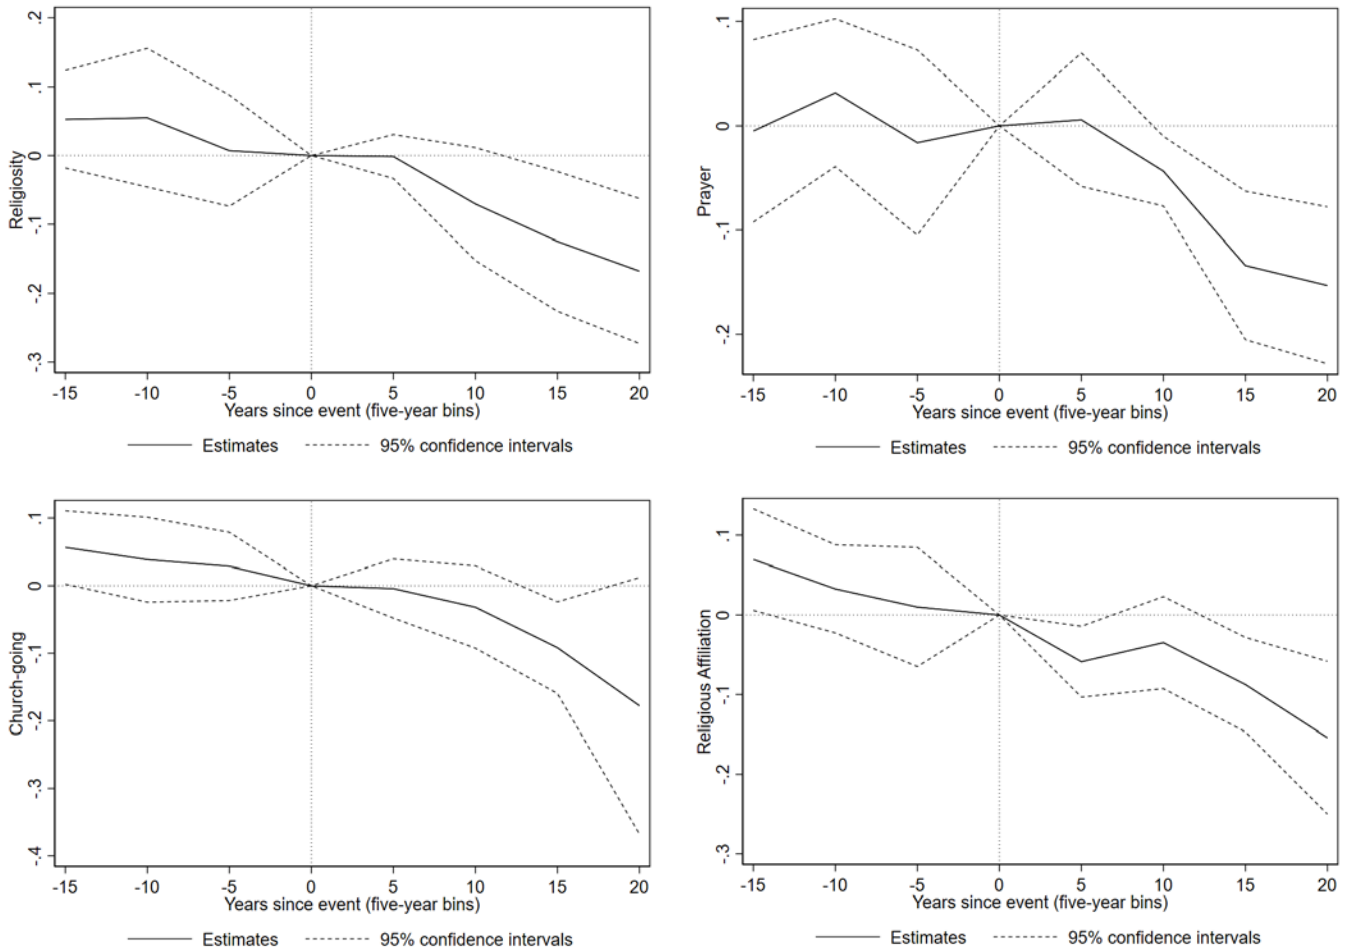 Religiosity
.2
.1
0
-.1
-.2
-.3
-15 -10 -5 0 5 10 15 20
Years since event (five-year bins)
Estimates 95% confidence intervals
Prayer
.1
0
-.1
-.2
-15 -10 -5 0 5 10 15 20
Years since event (five-year bins)
Estimates 95% confidence intervals
Church-going
.1
0
-.1
-.2
-.3
-.4
-15 -10 -5 0 5 10 15 20
Years since event (five-year bins)
Estimates 95% confidence intervals
Religious Affiliation
.1
0
-.1
-.2
-.3
-15 -10 -5 0 5 10 15 20
Years since event (five-year bins)
Estimates 95% confidence intervals